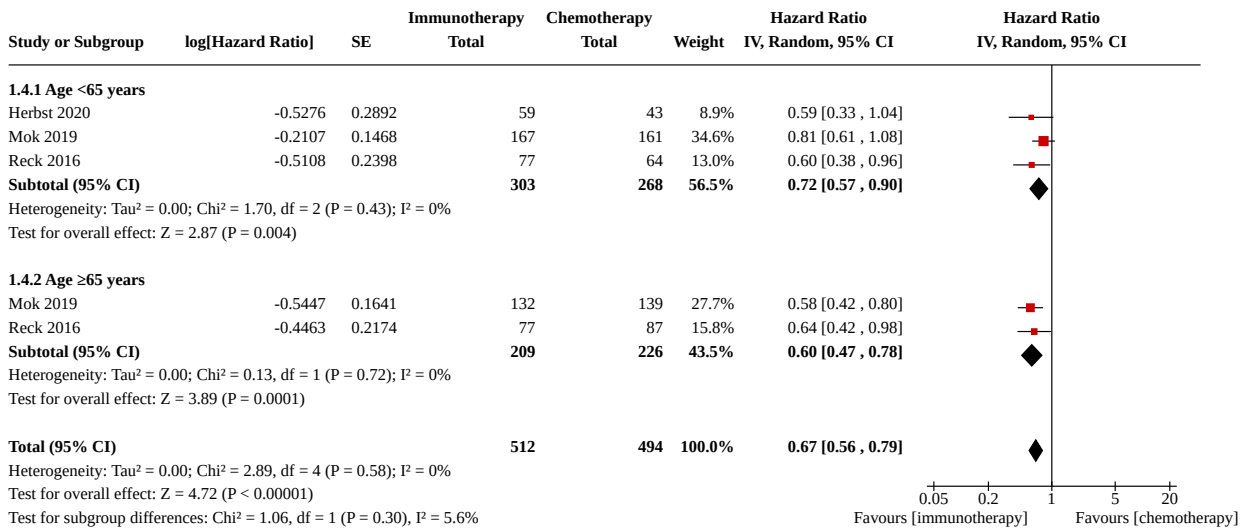 Immunotherapy Chemotherapy Hazard Ratio Hazard Ratio
Study or Subgroup log[Hazard Ratio] SE Total Total Weight IV, Random, 95% CI IV, Random, 95% CI
1.4.1 Age <65 years
Herbst 2020 -0.5276 0.2892 59 43 8.9% 0.59 [0.33 , 1.04]
Mok 2019 -0.2107 0.1468 167 161 34.6% 0.81 [0.61 , 1.08]
Reck 2016 -0.5108 0.2398 77 64 13.0% 0.60 [0.38 , 0.96]
Subtotal (95% CI) 303 268 56.5% 0.72 [0.57 , 0.90]
Heterogeneity: Tau² = 0.00; Chi² = 1.70, df = 2 (P = 0.43); I² = 0%
Test for overall effect: Z = 2.87 (P = 0.004)
1.4.2 Age ≥65 years
Mok 2019 -0.5447 0.1641 132 139 27.7% 0.58 [0.42 , 0.80]
Reck 2016 -0.4463 0.2174 77 87 15.8% 0.64 [0.42 , 0.98]
Subtotal (95% CI) 209 226 43.5% 0.60 [0.47 , 0.78]
Heterogeneity: Tau² = 0.00; Chi² = 0.13, df = 1 (P = 0.72); I² = 0%
Test for overall effect: Z = 3.89 (P = 0.0001)
Total (95% CI) 512 494 100.0% 0.67 [0.56 , 0.79]
Heterogeneity: Tau² = 0.00; Chi² = 2.89, df = 4 (P = 0.58); I² = 0%
Test for overall effect: Z = 4.72 (P < 0.00001) 0.05 0.2 1 5 20
Test for subgroup differences: Chi² = 1.06, df = 1 (P = 0.30), I² = 5.6% Favours [immunotherapy] Favours [chemotherapy]